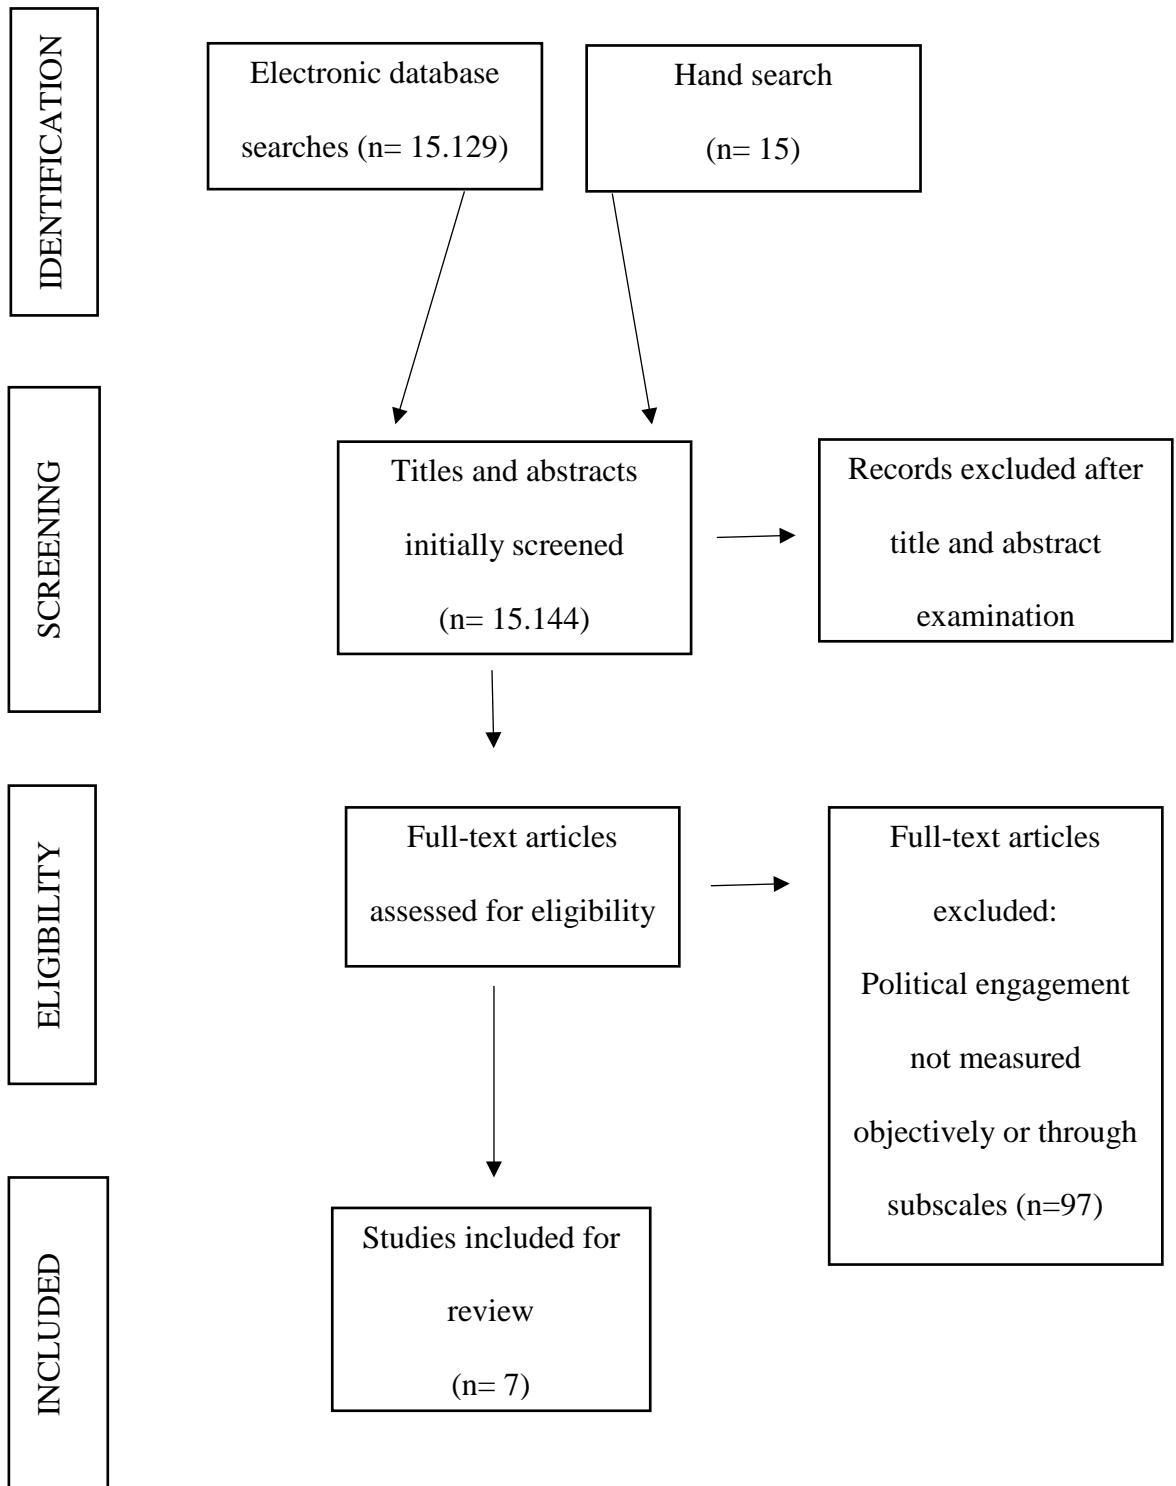 IDENTIFICATION
Electronic database
searches (n= 15.129)
Hand search
(n= 15)
SCREENING
Titles and abstracts
initially screened
(n= 15.144)
Records excluded after
title and abstract
examination
ELIGIBILITY
Full-text articles
assessed for eligibility
Full-text articles
excluded:
Political engagement
not measured
objectively or through
subscales (n=97)
INCLUDED
Studies included for
review
(n= 7)